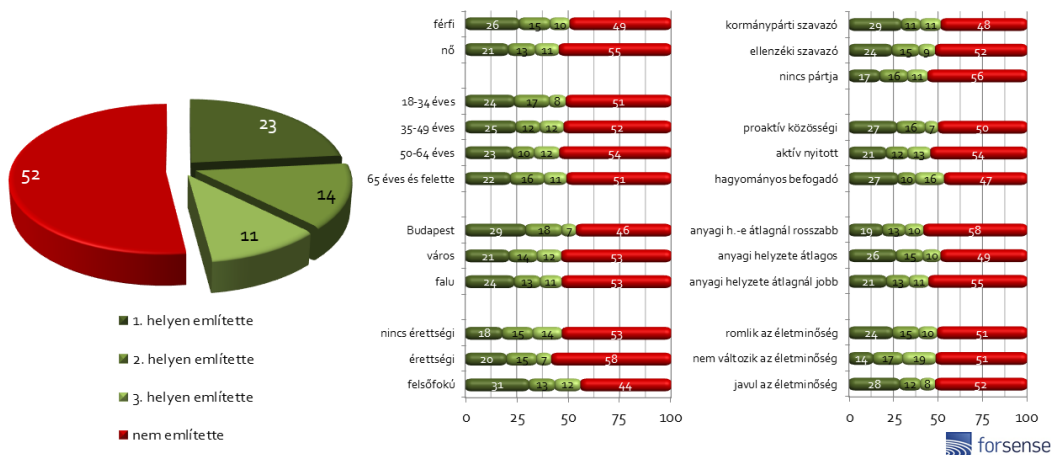 52
23
14
11
1. helyen említette
2. helyen említette
3. helyen említette
nem említette
férfi 26 15 10 49
nő 21 13 11 55
18-34 éves 24 17 8 51
35-49 éves 25 12 12 52
50-64 éves 23 10 12 54
65 éves és felette 22 16 11 51
Budapest 29 18 7 46
város 21 14 12 53
falu 24 13 11 53
nincs érettségi 18 15 14 53
érettségi 20 15 7 58
felsőfokú 31 13 12 44
0 25 50 75 100
kormánypárti szavazó 29 11 11 48
ellenzéki szavazó 24 15 9 52
nincs pártja 17 16 11 56
proaktív közösségi 27 16 7 50
aktív nyitott 21 12 13 54
hagyományos befogadó 27 10 16 47
anyagi h.-e átlagnál rosszabb 19 13 10 58
anyagi helyzete átlagos 26 15 10 49
anyagi helyzete átlagnál jobb 21 13 11 55
romlik az életminőség 24 15 10 51
nem változik az életminőség 14 17 19 51
javul az életminőség 28 12 8 52
0 25 50 75 100
forsense